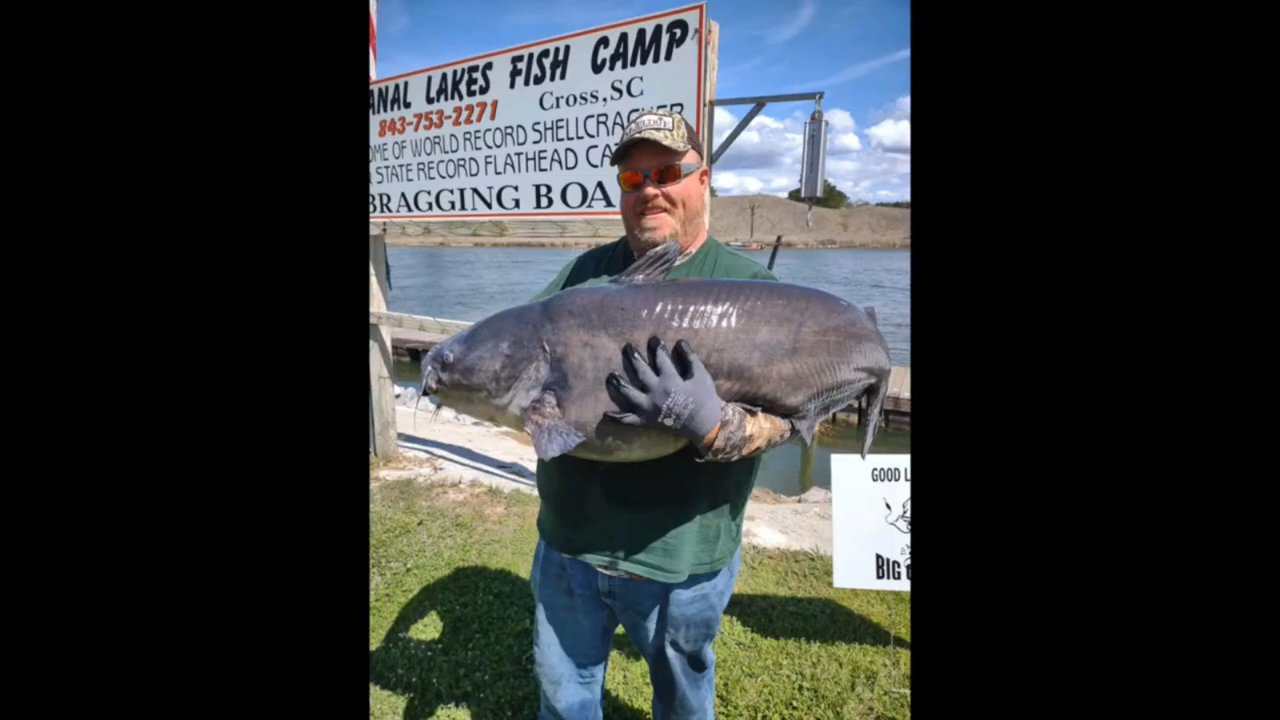 ANAL LAKES FISH CAMP
843-753-2271 Cross, SC
OME OF WORLD RECORD SHELLCRACKER
STATE RECORD FLATHEAD CA
BRAGGING BOA
GOOD L
BIG